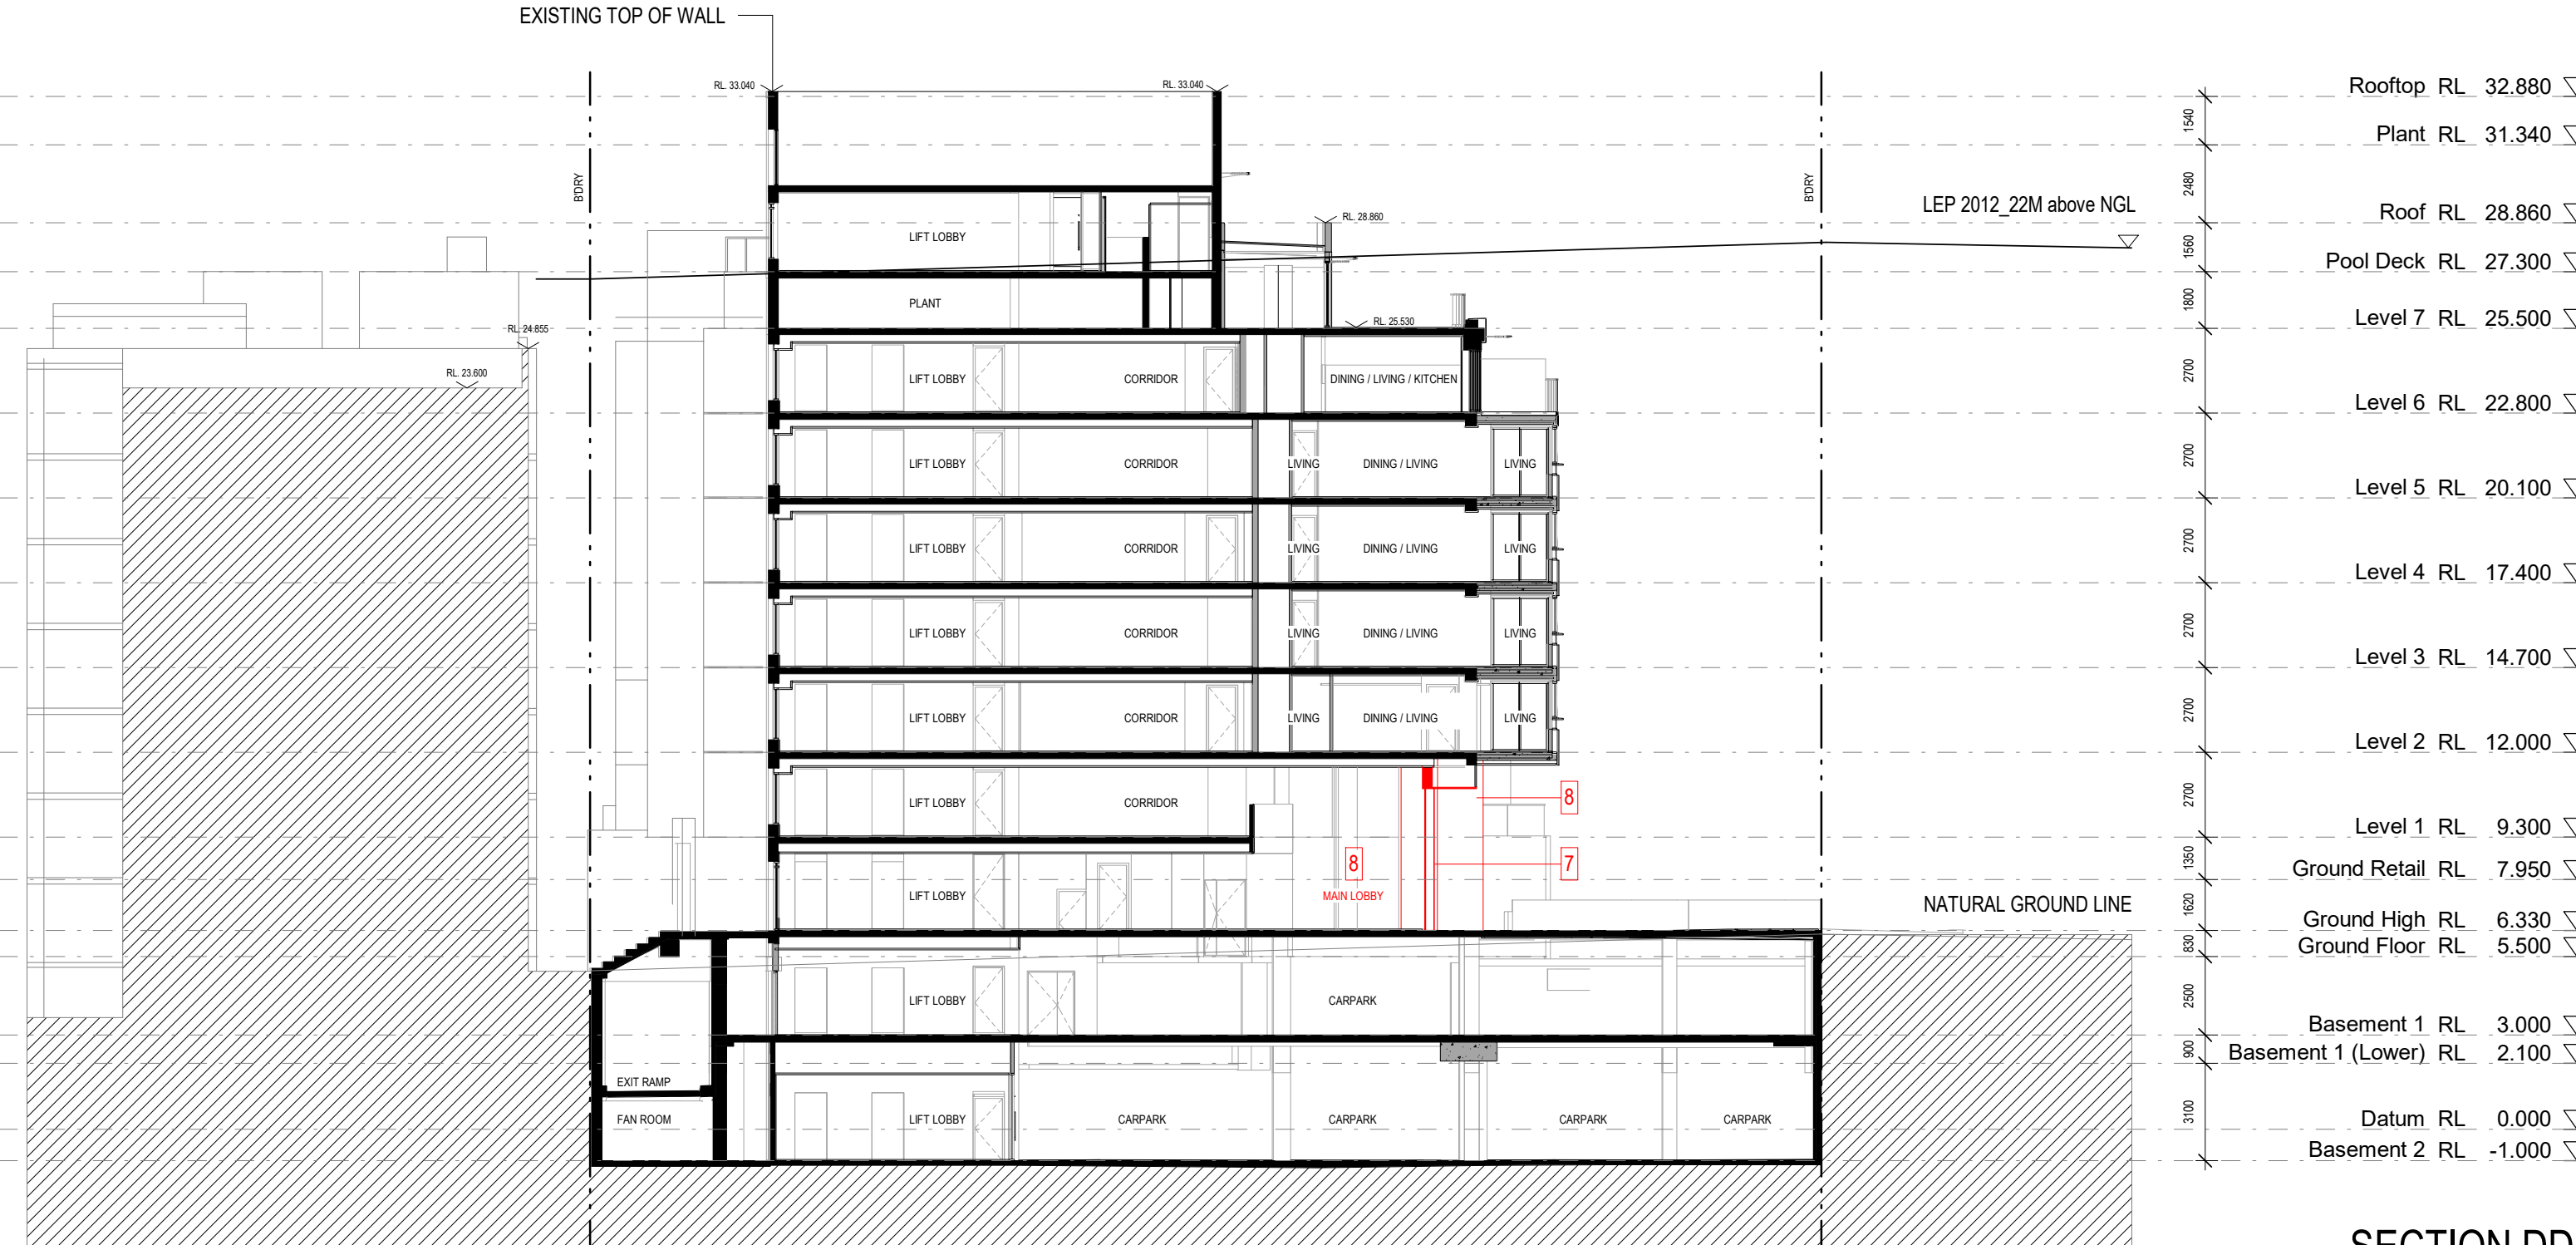 EXISTING TOP OF WALL
RL. 33.040
RL. 33.040
Rooftop RL 32.880
1540
Plant RL 31.340
B'DRY
B'DRY
2480
LEP 2012_22M above NGL
Roof RL 28.860
RL. 28.860
LIFT LOBBY
1560
Pool Deck RL 27.300
PLANT
1800
RL. 25.530
Level 7 RL 25.500
RL. 24.855
RL. 23.600
LIFT LOBBY
CORRIDOR
DINING / LIVING / KITCHEN
2700
Level 6 RL 22.800
LIFT LOBBY
CORRIDOR
LIVING
DINING / LIVING
LIVING
2700
Level 5 RL 20.100
LIFT LOBBY
CORRIDOR
LIVING
DINING / LIVING
LIVING
2700
Level 4 RL 17.400
LIFT LOBBY
CORRIDOR
LIVING
DINING / LIVING
LIVING
2700
Level 3 RL 14.700
LIFT LOBBY
CORRIDOR
LIVING
DINING / LIVING
LIVING
2700
Level 2 RL 12.000
LIFT LOBBY
CORRIDOR
8
2700
Level 1 RL 9.300
8
7
1350
Ground Retail RL 7.950
LIFT LOBBY
MAIN LOBBY
NATURAL GROUND LINE
1620
Ground High RL 6.330
830
Ground Floor RL 5.500
LIFT LOBBY
CARPARK
2500
Basement 1 RL 3.000
900
Basement 1 (Lower) RL 2.100
EXIT RAMP
FAN ROOM
LIFT LOBBY
CARPARK
CARPARK
CARPARK
CARPARK
3100
Datum RL 0.000
Basement 2 RL -1.000
SECTION DD